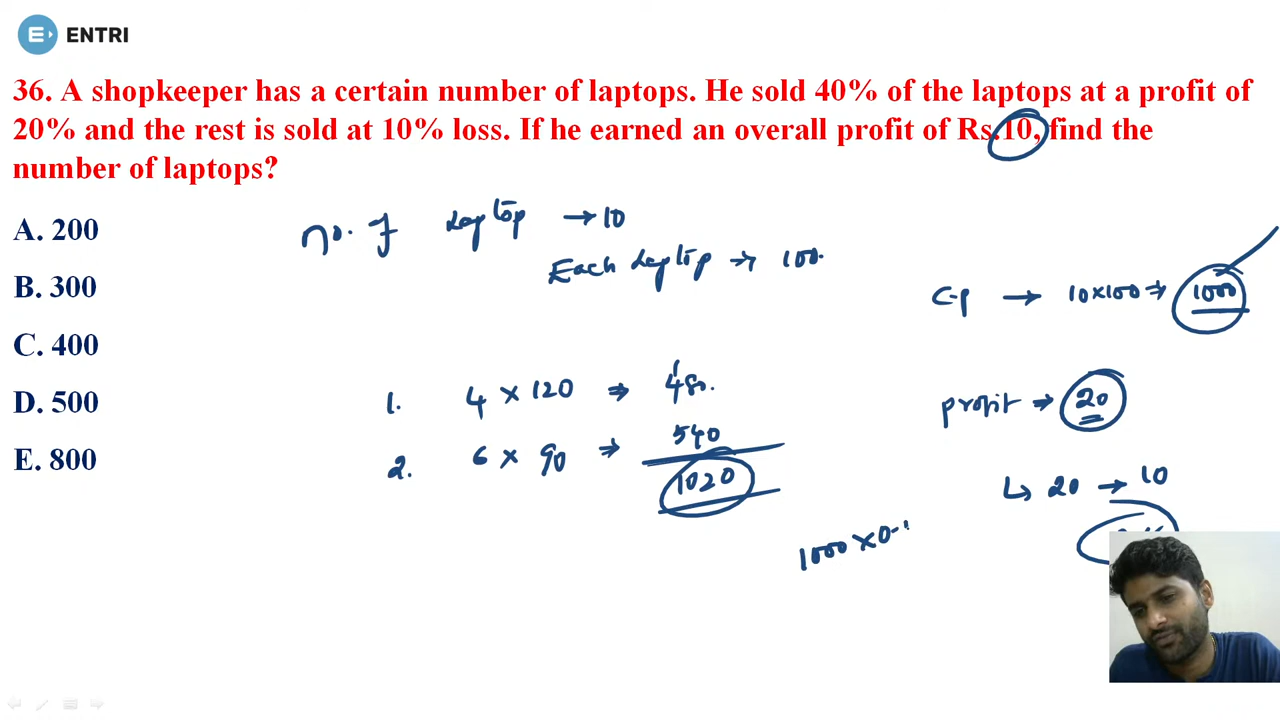 ENTRI
36. A shopkeeper has a certain number of laptops. He sold 40% of the laptops at a profit of
20% and the rest is sold at 10% loss. If he earned an overall profit of Rs.10, find the
number of laptops?
A. 200
B. 300
C. 400
D. 500
E. 800
no. of Laptop → 10
Each Laptop → 100.
C.p → 10×100 ⇒ 1000
1. 4 × 120 ⇒ 480.
2. 6 × 90 ⇒ 540
1020
profit ⇒ 20
↳ 20 → 10
1000 × 0.